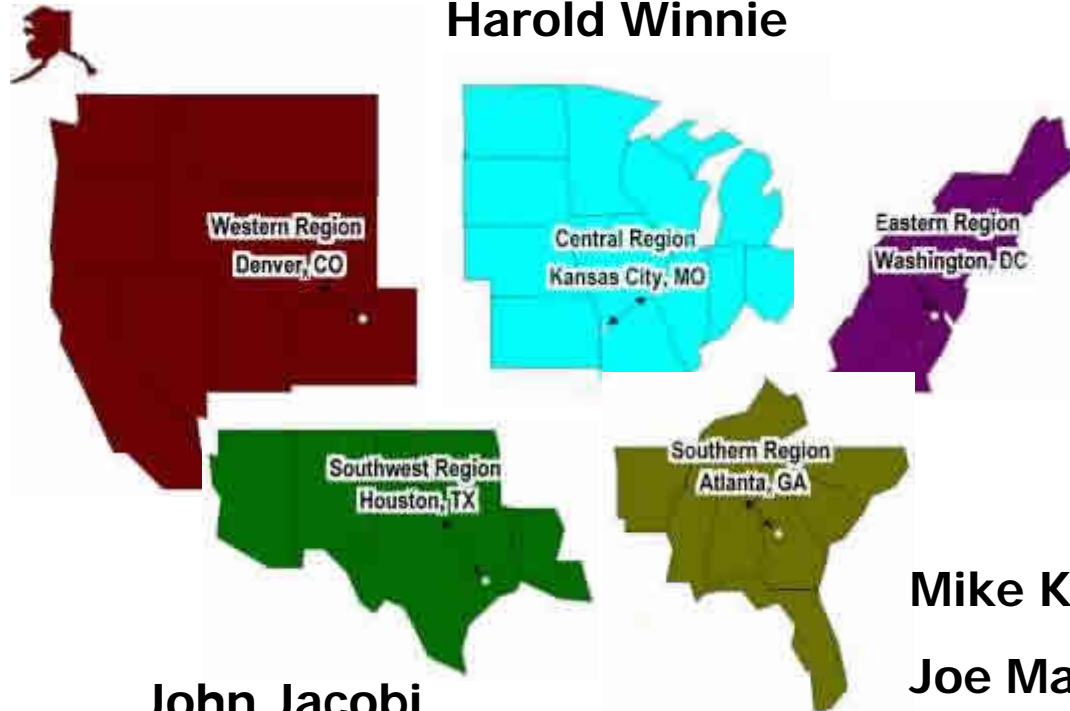 Harold Winnie
Western Region
Denver, CO
Central Region
Kansas City, MO
Eastern Region
Washington, DC
Southwest Region
Houston, TX
Southern Region
Atlanta, GA
Mike K
Joe Ma
John Jacobi